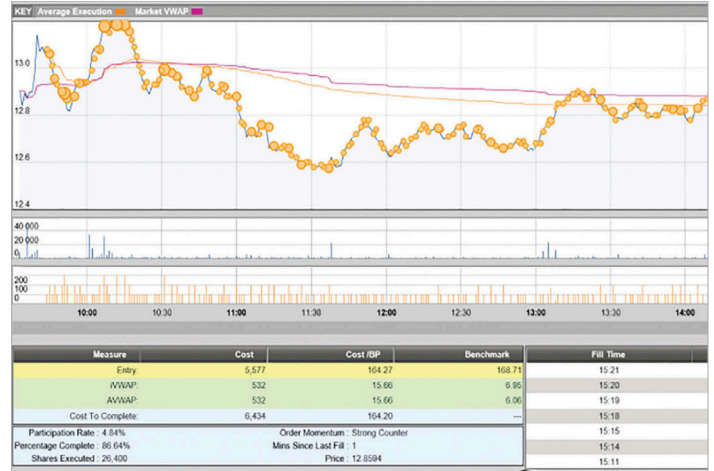 KEY Average Execution Market VWAP
13.0
12.8
12.6
12.4
40 000
20 000
0
200
100
0
10:00 10:30 11:00 11:30 12:00 12:30 13:00 13:30 14:00
Measure Cost Cost /BP Benchmark Fill Time
Entry: 5,577 164.27 168.71 15:21
iVWAP: 532 15.66 6.95 15:20
AVWAP: 532 15.66 6.06 15:19
Cost To Complete: 6,434 164.20 --- 15:18
Participation Rate : 4.84% Order Momentum : Strong Counter 15:15
Percentage Complete : 86.64% Mins Since Last Fill : 1 15:14
Shares Executed : 26,400 Price : 12.8594 15:11